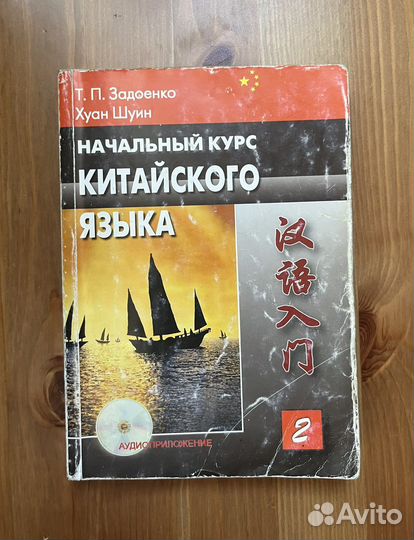 Т. П. Задоенко
Хуан Шуин
НАЧАЛЬНЫЙ КУРС
КИТАЙСКОГО
ЯЗЫКА
汉语入门
АУДИОПРИЛОЖЕНИЕ
2
Avito